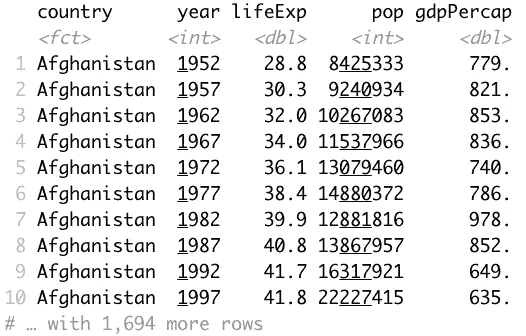 country year lifeExp pop gdpPercap
<fct> <int> <dbl> <int> <dbl>
1 Afghanistan 1952 28.8 8425333 779.
2 Afghanistan 1957 30.3 9240934 821.
3 Afghanistan 1962 32.0 10267083 853.
4 Afghanistan 1967 34.0 11537966 836.
5 Afghanistan 1972 36.1 13079460 740.
6 Afghanistan 1977 38.4 14880372 786.
7 Afghanistan 1982 39.9 12881816 978.
8 Afghanistan 1987 40.8 13867957 852.
9 Afghanistan 1992 41.7 16317921 649.
10 Afghanistan 1997 41.8 22227415 635.
# … with 1,694 more rows